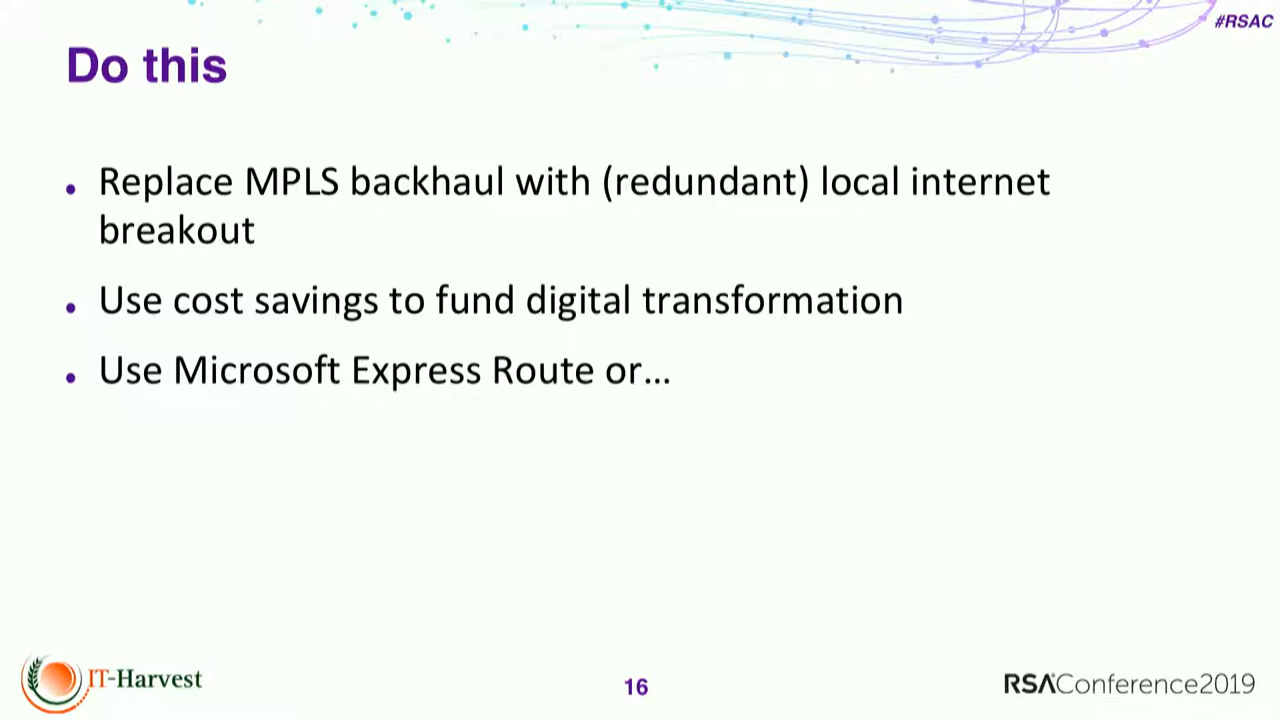 #RSAC
Do this
• Replace MPLS backhaul with (redundant) local internet
breakout
• Use cost savings to fund digital transformation
• Use Microsoft Express Route or…
IT-Harvest
16
RSAConference2019